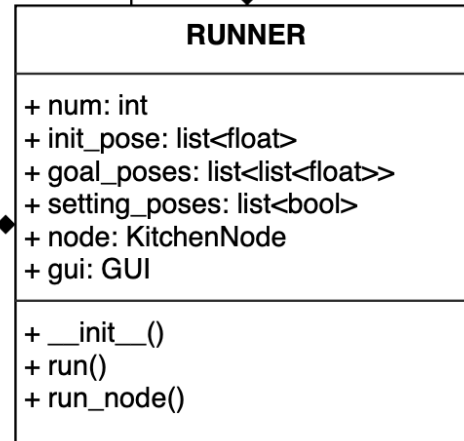 RUNNER
+ num: int
+ init_pose: list<float>
+ goal_poses: list<list<float>>
+ setting_poses: list<bool>
+ node: KitchenNode
+ gui: GUI
+ __init__()
+ run()
+ run_node()